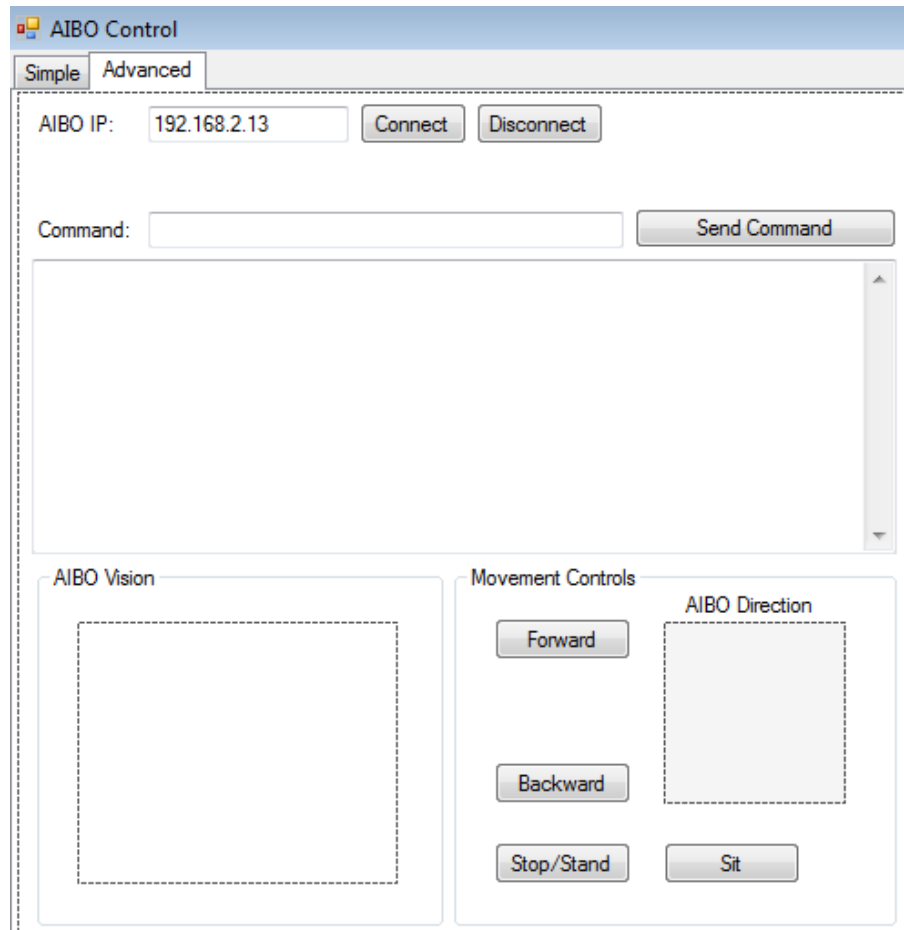 AIBO Control
Simple Advanced
AIBO IP: 192.168.2.13 Connect Disconnect
Command: Send Command
AIBO Vision Movement Controls
AIBO Direction
Forward
Backward
Stop/Stand Sit